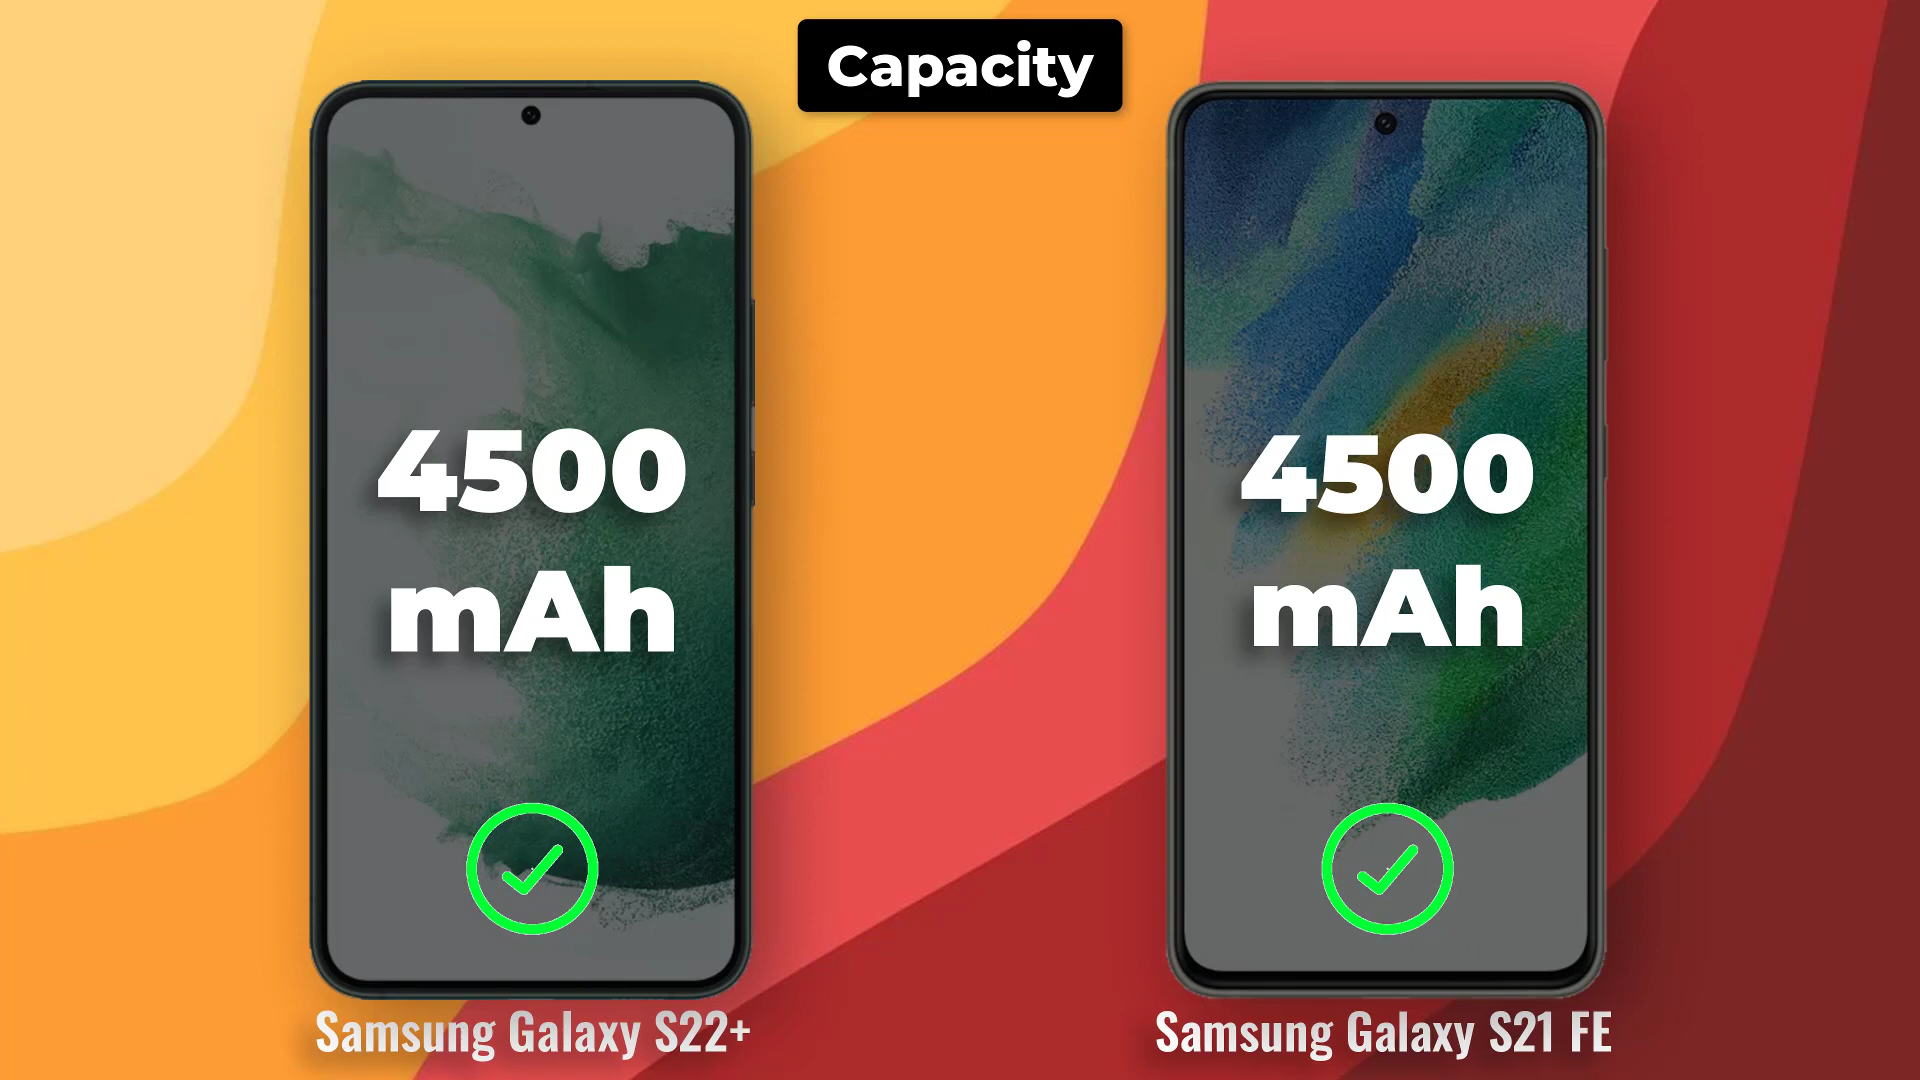 Capacity
4500
mAh
4500
mAh
Samsung Galaxy S22+
Samsung Galaxy S21 FE